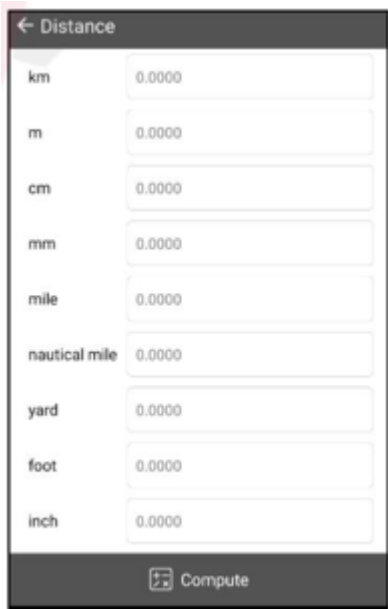 ← Distance
km 0.0000
m 0.0000
cm 0.0000
mm 0.0000
mile 0.0000
nautical mile 0.0000
yard 0.0000
foot 0.0000
inch 0.0000
Compute